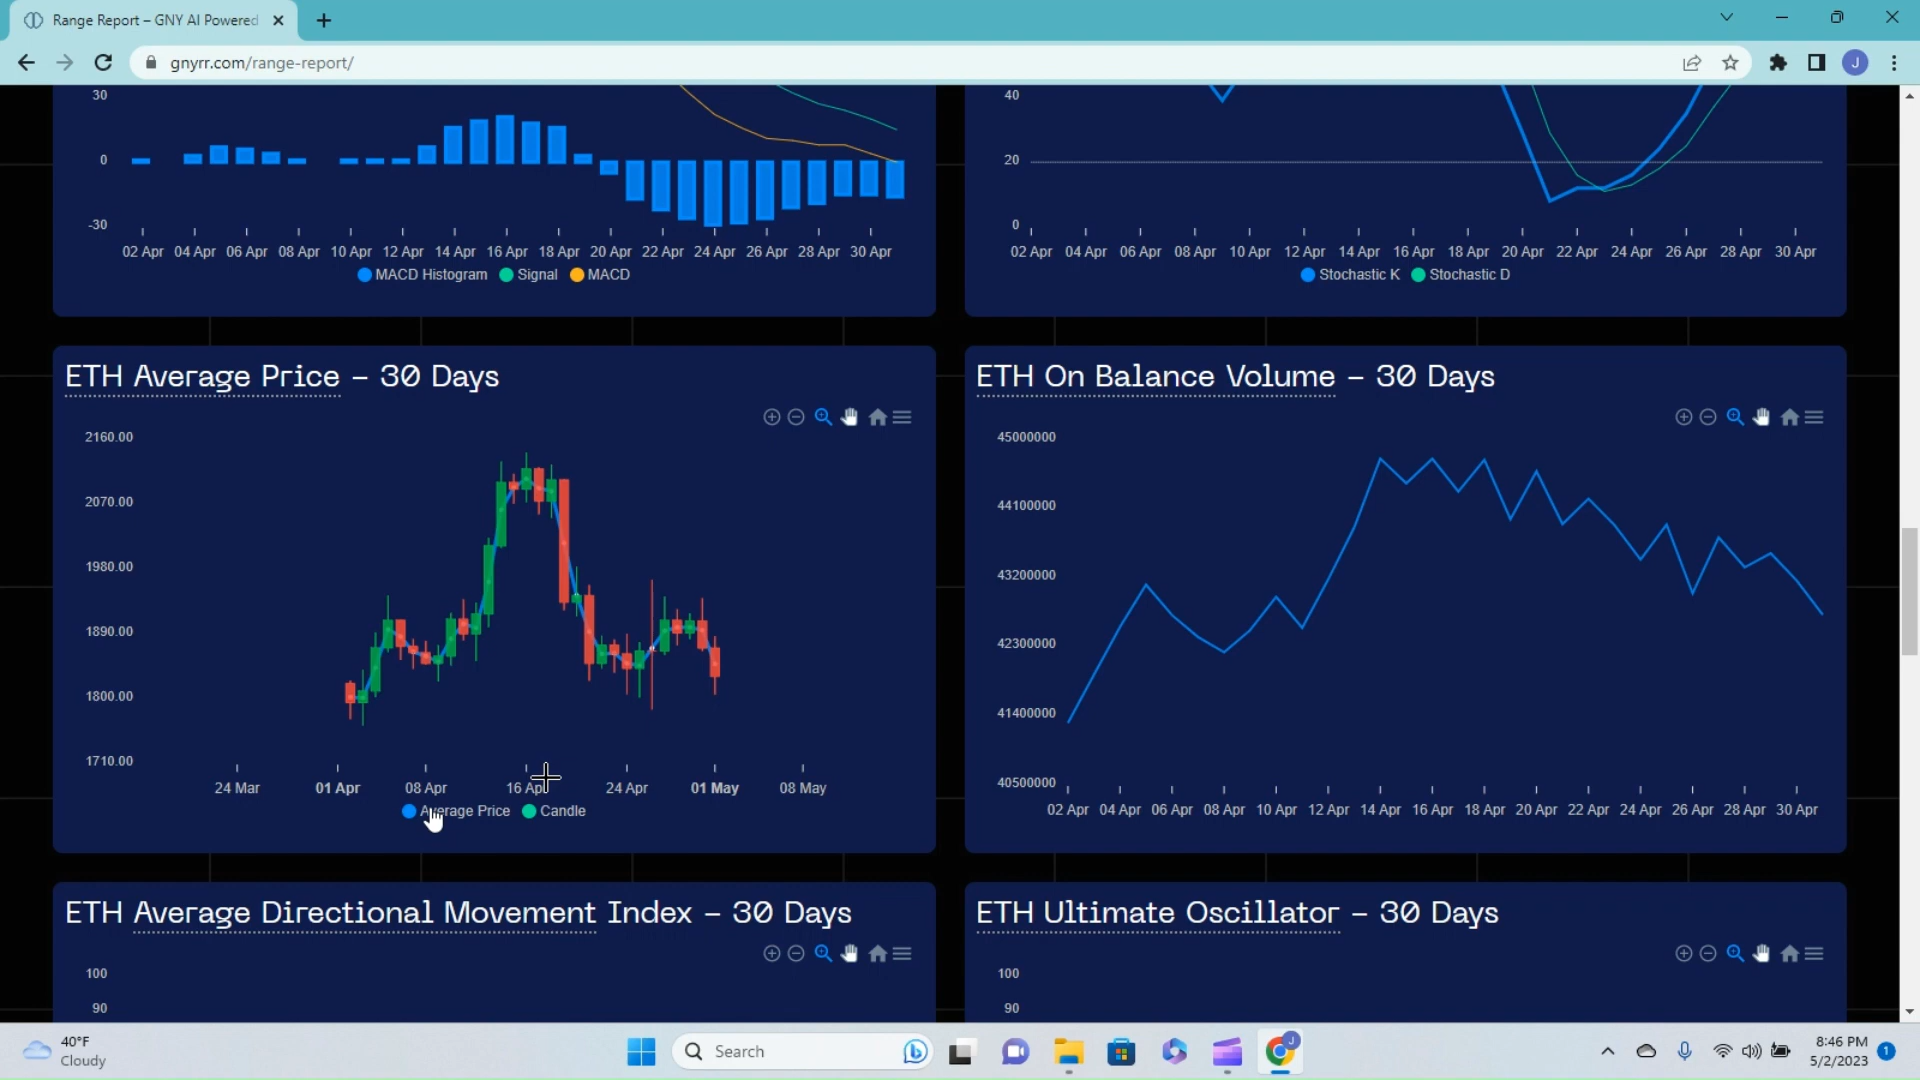 Range Report – GNY AI Powered
gnyrr.com/range-report/
J
30
0
-30
02 Apr 04 Apr 06 Apr 08 Apr 10 Apr 12 Apr 14 Apr 16 Apr 18 Apr 20 Apr 22 Apr 24 Apr 26 Apr 28 Apr 30 Apr
MACD Histogram Signal MACD
40
20
0
02 Apr 04 Apr 06 Apr 08 Apr 10 Apr 12 Apr 14 Apr 16 Apr 18 Apr 20 Apr 22 Apr 24 Apr 26 Apr 28 Apr 30 Apr
Stochastic K Stochastic D
ETH Average Price – 30 Days
2160.00
2070.00
1980.00
1890.00
1800.00
1710.00
24 Mar 01 Apr 08 Apr 16 Apr 24 Apr 01 May 08 May
Average Price Candle
ETH On Balance Volume – 30 Days
45000000
44100000
43200000
42300000
41400000
40500000
02 Apr 04 Apr 06 Apr 08 Apr 10 Apr 12 Apr 14 Apr 16 Apr 18 Apr 20 Apr 22 Apr 24 Apr 26 Apr 28 Apr 30 Apr
ETH Average Directional Movement Index – 30 Days
100
90
ETH Ultimate Oscillator – 30 Days
100
90
40°F
Cloudy
Search
J
8:46 PM
5/2/2023
1